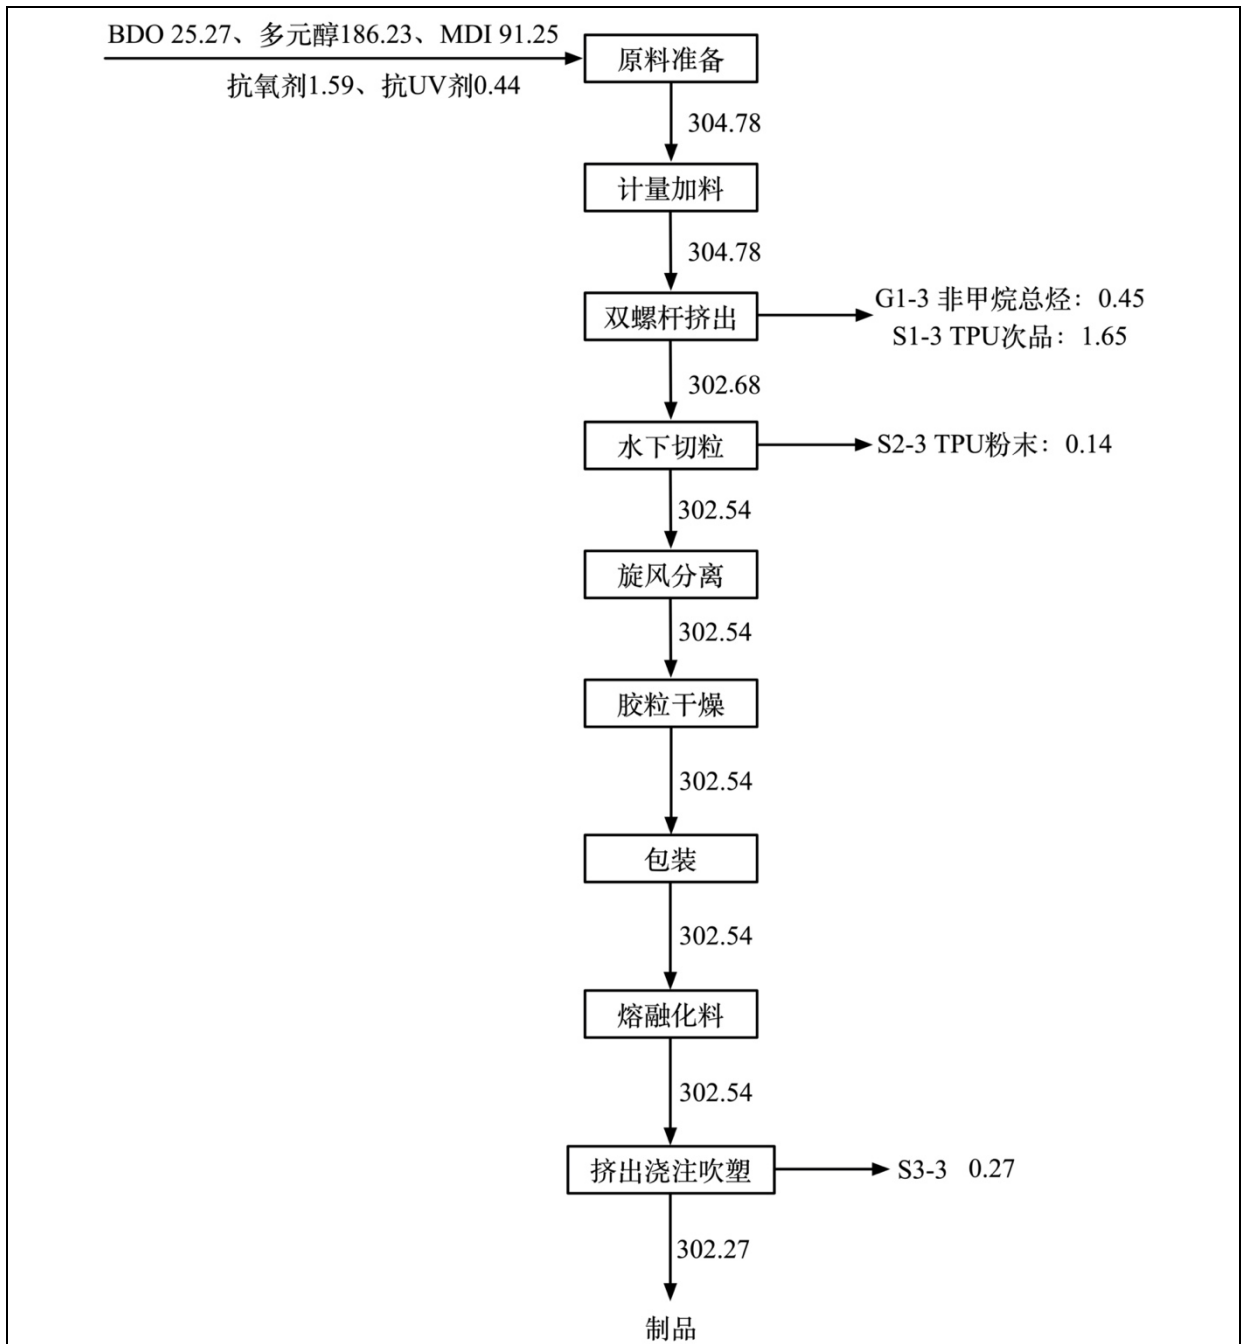 BDO 25.27、多元醇186.23、MDI 91.25
抗氧剂1.59、抗UV剂0.44
原料准备
304.78
计量加料
304.78
双螺杆挤出
G1-3 非甲烷总烃：0.45
S1-3 TPU次品：1.65
302.68
水下切粒
S2-3 TPU粉末：0.14
302.54
旋风分离
302.54
胶粒干燥
302.54
包装
302.54
熔融化料
302.54
挤出浇注吹塑
S3-3 0.27
302.27
制品